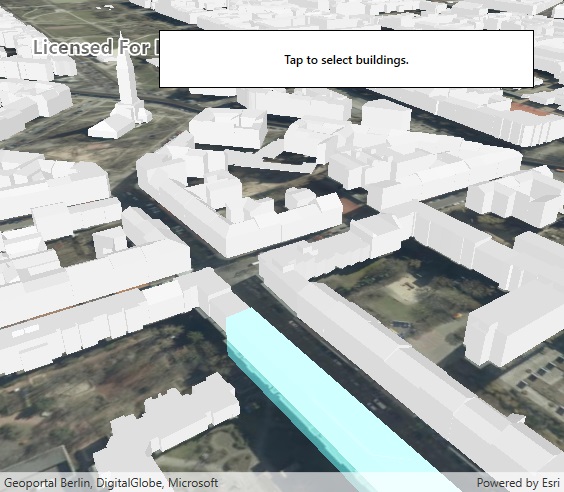 Licensed For
Tap to select buildings.
Geoportal Berlin, DigitalGlobe, Microsoft
Powered by Esri